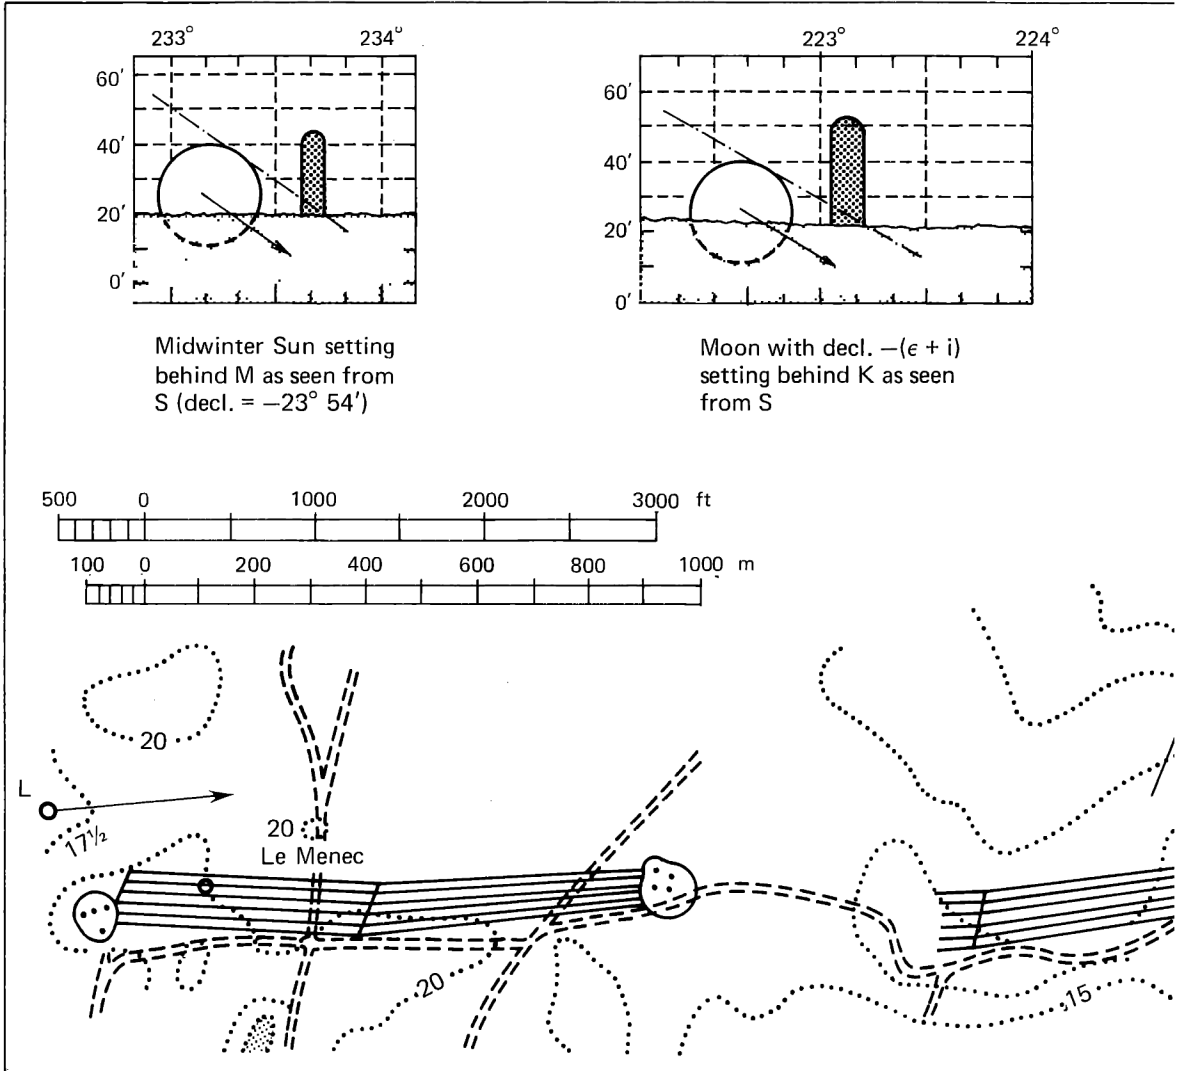 233° 234°
60′
40′
20′
0′
Midwinter Sun setting
behind M as seen from
S (decl. = −23° 54′)
223° 224°
60′
40′
20′
0′
Moon with decl. −(ϵ + i)
setting behind K as seen
from S
500 0 1000 2000 3000 ft
100 0 200 400 600 800 1000 m
20
L
17½
20
Le Menec
20
15